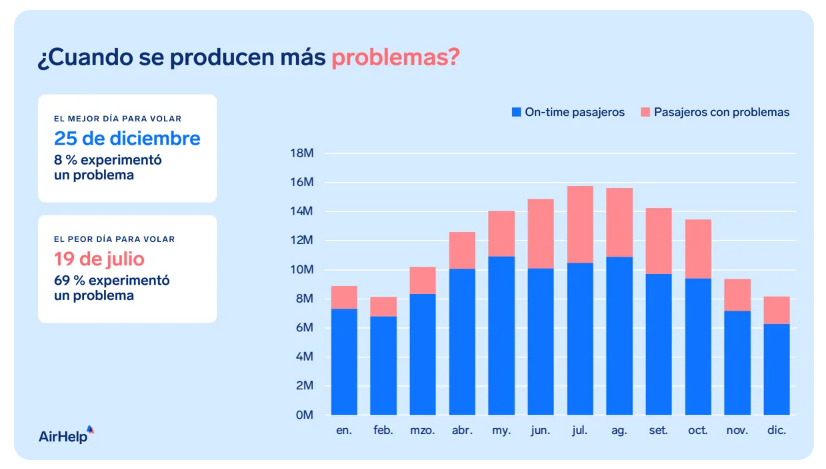 ¿Cuando se producen más problemas?
EL MEJOR DÍA PARA VOLAR
25 de diciembre
8 % experimentó
un problema
EL PEOR DÍA PARA VOLAR
19 de julio
69 % experimentó
un problema
On-time pasajeros
Pasajeros con problemas
18M
16M
14M
12M
10M
8M
6M
4M
2M
0M
en. feb. mzo. abr. my. jun. jul. ag. set. oct. nov. dic.
AirHelp